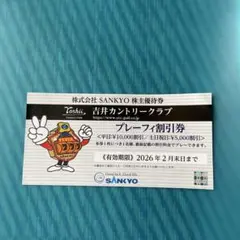 株式会社 SANKYO 株主優待券
Yoshii
吉井カントリークラブ
プレーフィ割引券
<平日¥10,000割引／土日祝日¥5,000割引>
《有効期限》2026年2月末日まで
SANKYO